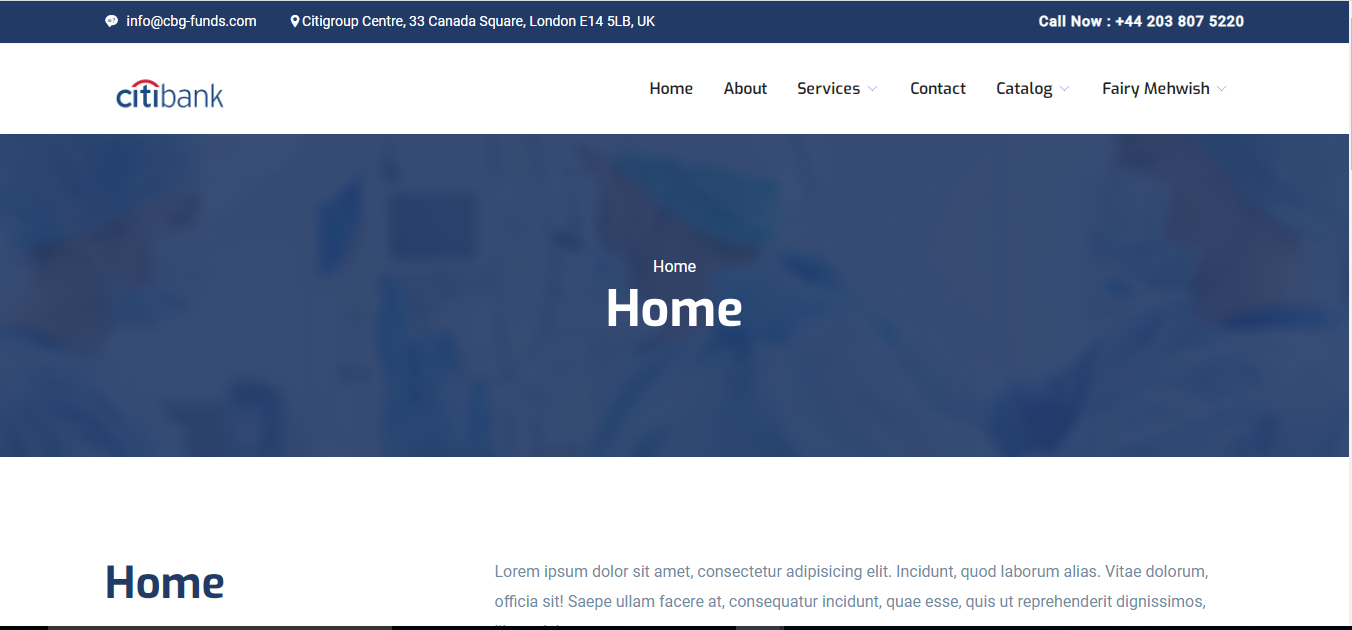 info@cbg-funds.com Citigroup Centre, 33 Canada Square, London E14 5LB, UK Call Now : +44 203 807 5220
citibank Home About Services Contact Catalog Fairy Mehwish
Home
Home
Home
Lorem ipsum dolor sit amet, consectetur adipisicing elit. Incidunt, quod laborum alias. Vitae dolorum,
officia sit! Saepe ullam facere at, consequatur incidunt, quae esse, quis ut reprehenderit dignissimos,